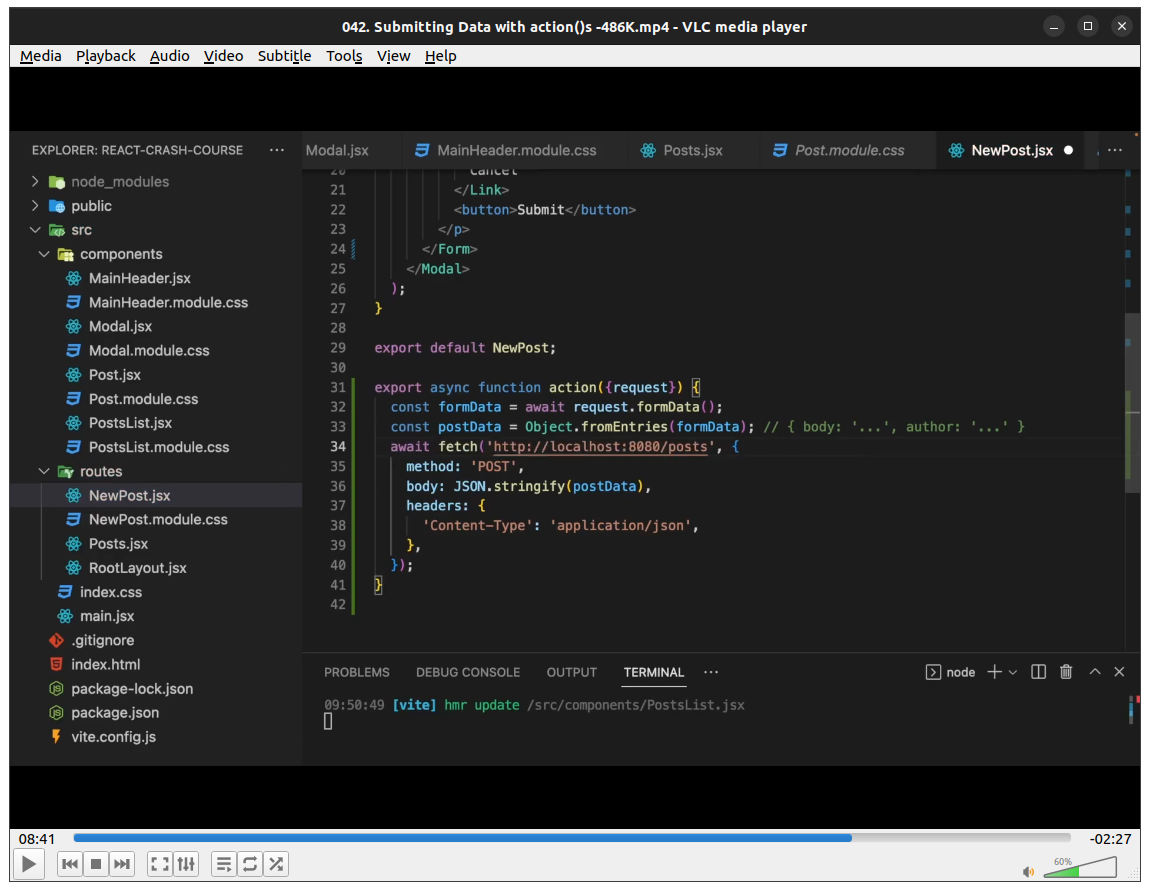 042. Submitting Data with action()s -486K.mp4 - VLC media player
Media Playback Audio Video Subtitle Tools View Help
EXPLORER: REACT-CRASH-COURSE ···
node_modules
public
src
components
MainHeader.jsx
MainHeader.module.css
Modal.jsx
Modal.module.css
Post.jsx
Post.module.css
PostsList.jsx
PostsList.module.css
routes
NewPost.jsx
NewPost.module.css
Posts.jsx
RootLayout.jsx
index.css
main.jsx
.gitignore
index.html
package-lock.json
package.json
vite.config.js
Modal.jsx MainHeader.module.css Posts.jsx Post.module.css NewPost.jsx ···
20 Cancel
21 </Link>
22 <button>Submit</button>
23 </p>
24 </Form>
25 </Modal>
26 );
27 }
28
29 export default NewPost;
30
31 export async function action({request}) {
32 const formData = await request.formData();
33 const postData = Object.fromEntries(formData); // { body: '...', author: '...' }
34 await fetch('http://localhost:8080/posts', {
35 method: 'POST',
36 body: JSON.stringify(postData),
37 headers: {
38 'Content-Type': 'application/json',
39 },
40 });
41 }
42
PROBLEMS DEBUG CONSOLE OUTPUT TERMINAL ··· node
09:50:49 [vite] hmr update /src/components/PostsList.jsx
08:41 -02:27
60%